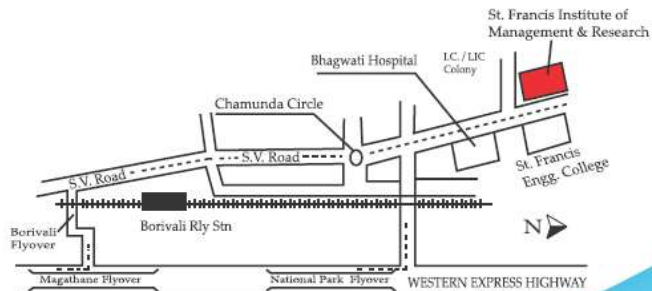 St. Francis Institute of
Management & Research
I.C. / LIC
Colony
Bhagwati Hospital
Chamunda Circle
S.V. Road
S.V. Road
St. Francis
Engg. College
Borivali
Flyover
Borivali Rly Stn
N
Magathane Flyover
National Park Flyover
WESTERN EXPRESS HIGHWAY